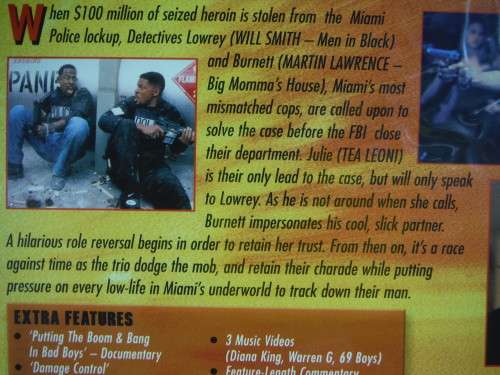 When $100 million of seized heroin is stolen from the Miami
Police lockup, Detectives Lowrey (WILL SMITH – Men in Black)
and Burnett (MARTIN LAWRENCE –
Big Momma's House), Miami's most
mismatched cops, are called upon to
solve the case before the FBI close
their department. Julie (TEA LEONI)
is their only lead to the case, but will only speak
to Lowrey. As he is not around when she calls,
Burnett impersonates his cool, slick partner.
A hilarious role reversal begins in order to retain her trust. From then on, it's a race
against time as the trio dodge the mob, and retain their charade while putting
pressure on every low-life in Miami's underworld to track down their man.
EXTRA FEATURES
• 'Putting The Boom & Bang
In Bad Boys' – Documentary
• 'Damage Control'
• 3 Music Videos
(Diana King, Warren G, 69 Boys)
• Feature-Length Commentary